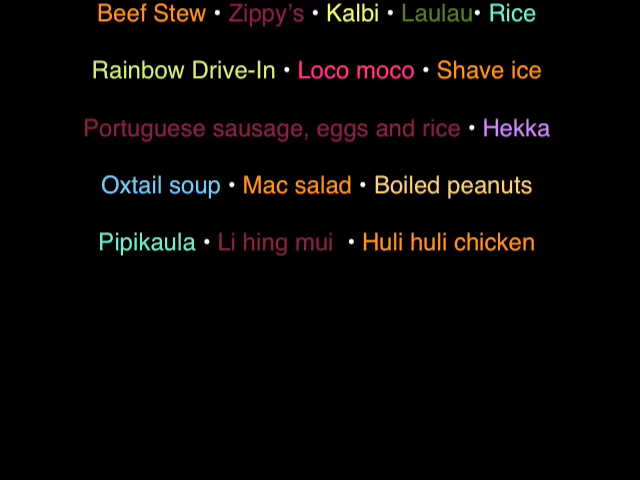 Beef Stew • Zippy’s • Kalbi • Laulau• Rice
Rainbow Drive-In • Loco moco • Shave ice
Portuguese sausage, eggs and rice • Hekka
Oxtail soup • Mac salad • Boiled peanuts
Pipikaula • Li hing mui • Huli huli chicken